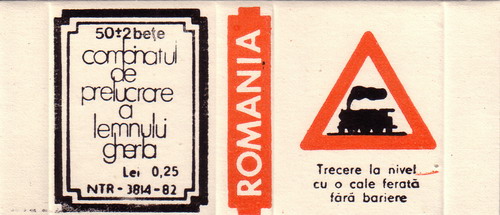 50±2 bețe
combinatul
de
prelucrare
a
lemnului
gherla
Lei 0,25
NTR - 3814 - 82
ROMANIA
Trecere la nivel
cu o cale ferată
fără bariere